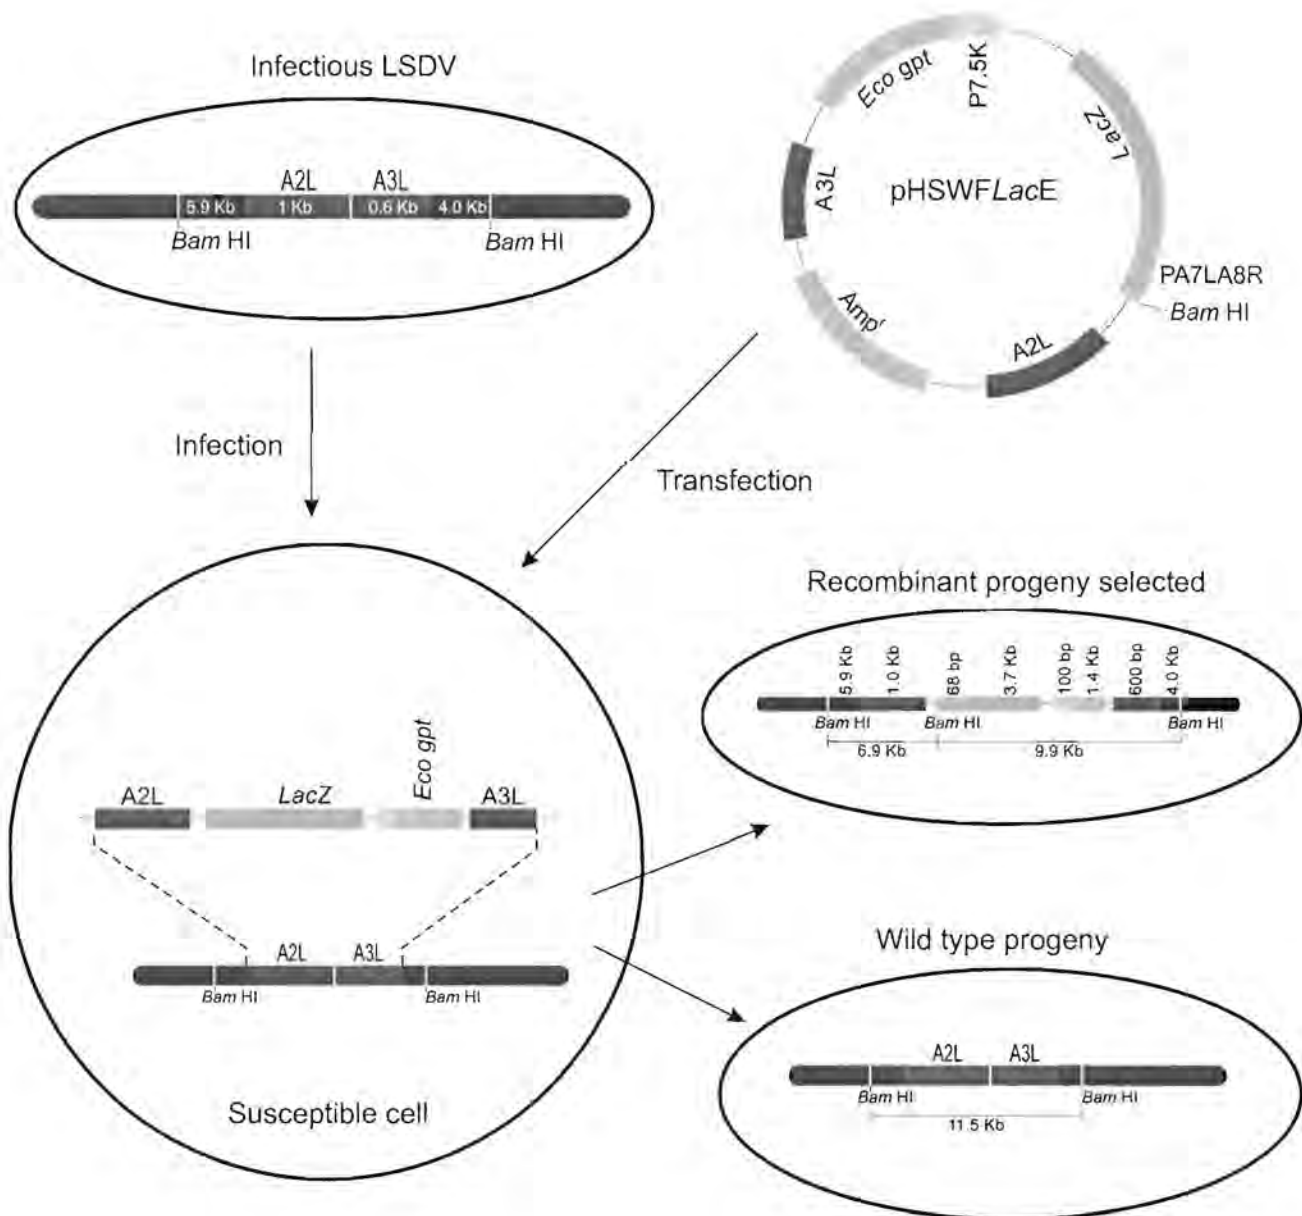 Infectious LSDV
A2L A3L
5.9 Kb 1 Kb 0.6 Kb 4.0 Kb
Bam HI Bam HI
Eco gpt
P7.5K
LacZ
A3L
pHSWFLacE
PA7LA8R
Bam HI
Ampr
A2L
Infection
Transfection
Recombinant progeny selected
5.9 Kb 1.0 Kb 68 bp 3.7 Kb 100 bp 1.4 Kb 600bp 4.0 Kb
Bam HI Bam HI Bam HI
6.9 Kb 9.9 Kb
A2L LacZ Eco gpt A3L
A2L A3L
Bam HI Bam HI
Susceptible cell
Wild type progeny
A2L A3L
Bam HI Bam HI
11.5 Kb